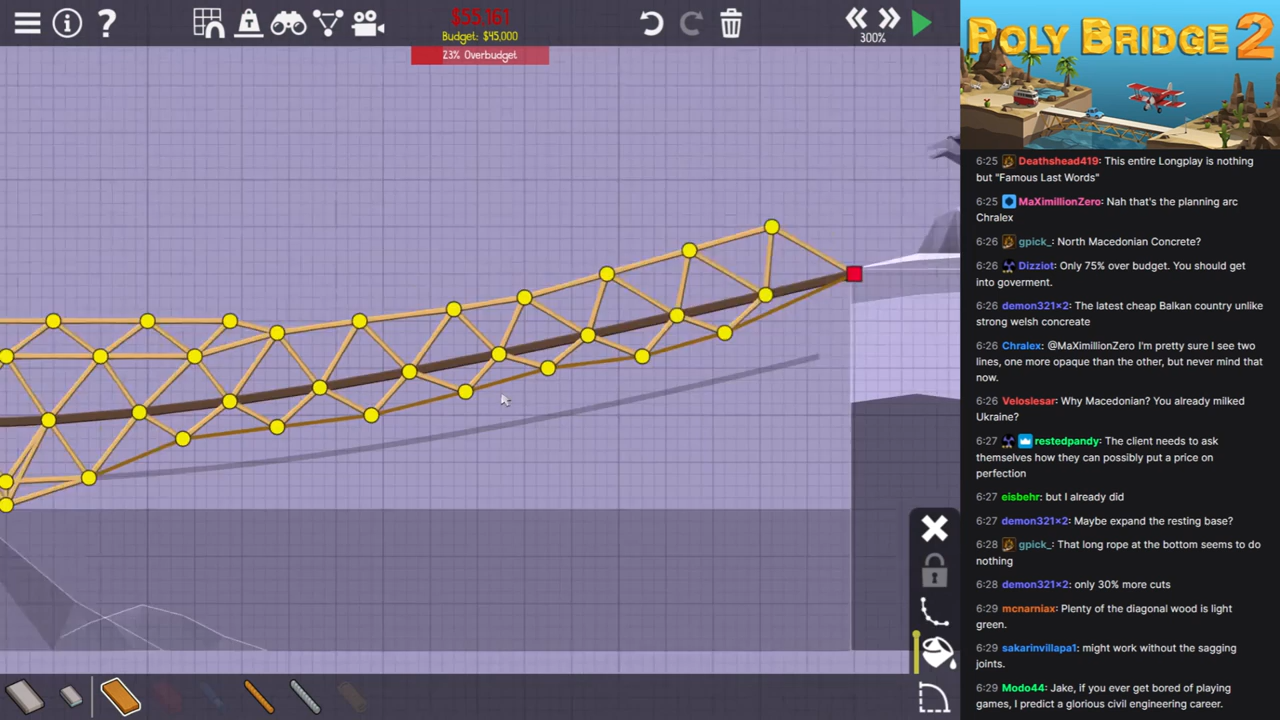 $55,161
Budget: $45,000
23% Overbudget
300%
POLY BRIDGE 2
6:25 Deathshead419: This entire Longplay is nothing
but "Famous Last Words"
6:25 MaXimillionZero: Nah that's the planning arc
Chralex
6:26 gpick_: North Macedonian Concrete?
6:26 Dizziot: Only 75% over budget. You should get
into goverment.
6:26 demon321×2: The latest cheap Balkan country unlike
strong welsh concreate
6:26 Chralex: @MaXimillionZero I'm pretty sure I see two
lines, one more opaque than the other, but never mind that
now.
6:26 Veloslesar: Why Macedonian? You already milked
Ukraine?
6:27 restedpandy: The client needs to ask
themselves how they can possibly put a price on
perfection
6:27 eisbehr: but I already did
6:27 demon321×2: Maybe expand the resting base?
6:28 gpick_: That long rope at the bottom seems to do
nothing
6:28 demon321×2: only 30% more cuts
6:29 mcnarniax: Plenty of the diagonal wood is light
green.
6:29 sakarinvillapa1: might work without the sagging
joints.
6:29 Modo44: Jake, if you ever get bored of playing
games, I predict a glorious civil engineering career.